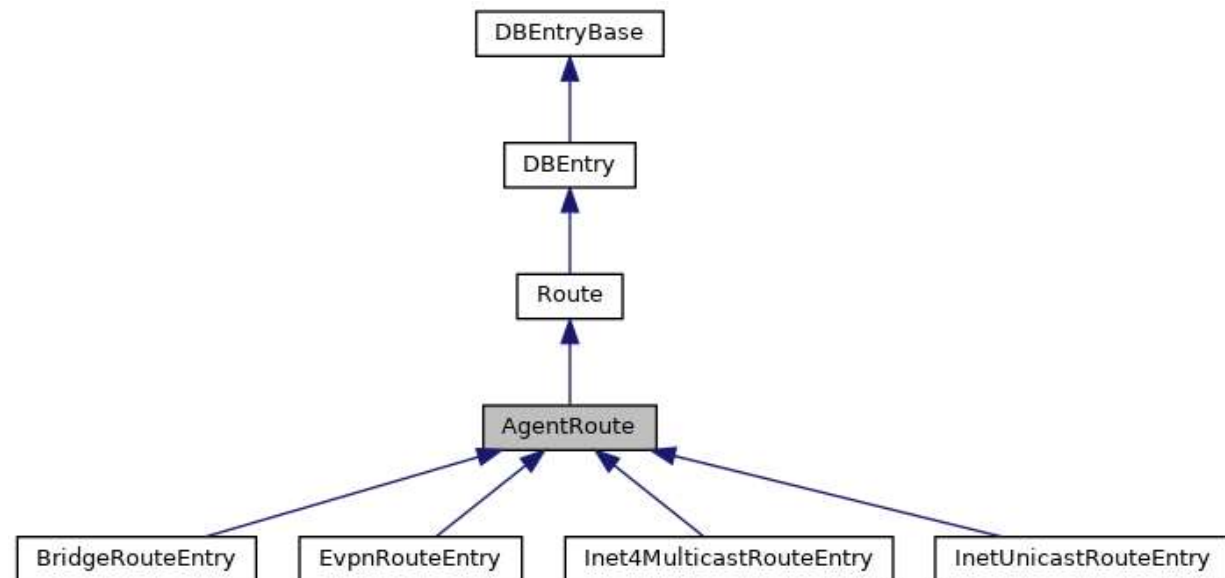 DBEntryBase
DBEntry
Route
AgentRoute
BridgeRouteEntry
EvpnRouteEntry
Inet4MulticastRouteEntry
InetUnicastRouteEntry